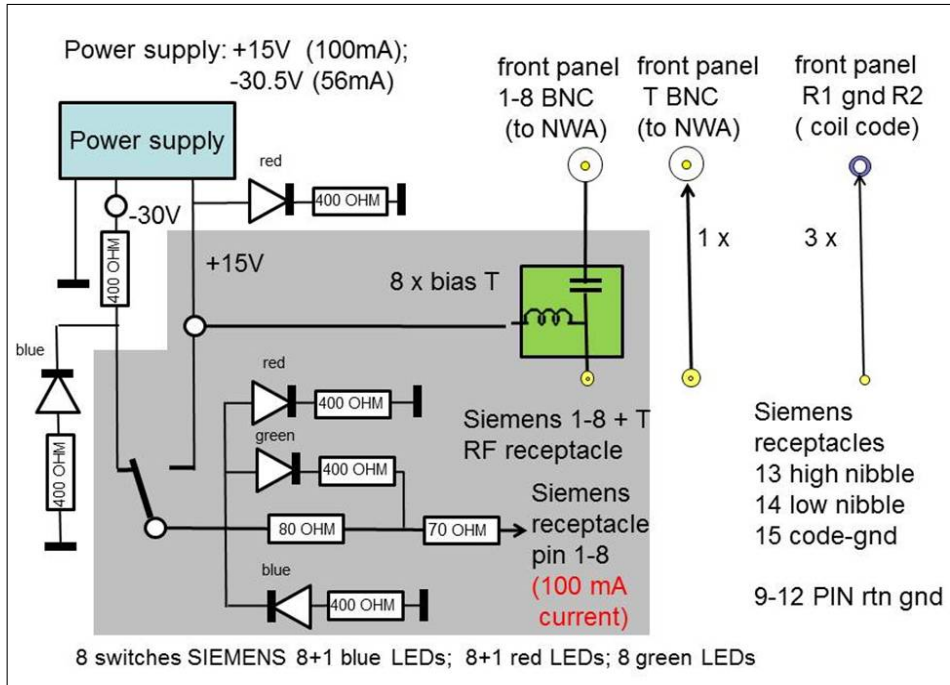 Power supply: +15V (100mA);
-30.5V (56mA)
front panel
1-8 BNC
(to NWA)
front panel
T BNC
(to NWA)
front panel
R1 gnd R2
( coil code)
Power supply
red
400 OHM
-30V
400 OHM
+15V
8 x bias T
1 x
3 x
blue
400 OHM
red
400 OHM
green
400 OHM
80 OHM
70 OHM
blue
400 OHM
Siemens 1-8 + T
RF receptacle
Siemens
receptacle
pin 1-8
(100 mA
current)
Siemens
receptacles
13 high nibble
14 low nibble
15 code-gnd
9-12 PIN rtn gnd
8 switches SIEMENS 8+1 blue LEDs; 8+1 red LEDs; 8 green LEDs